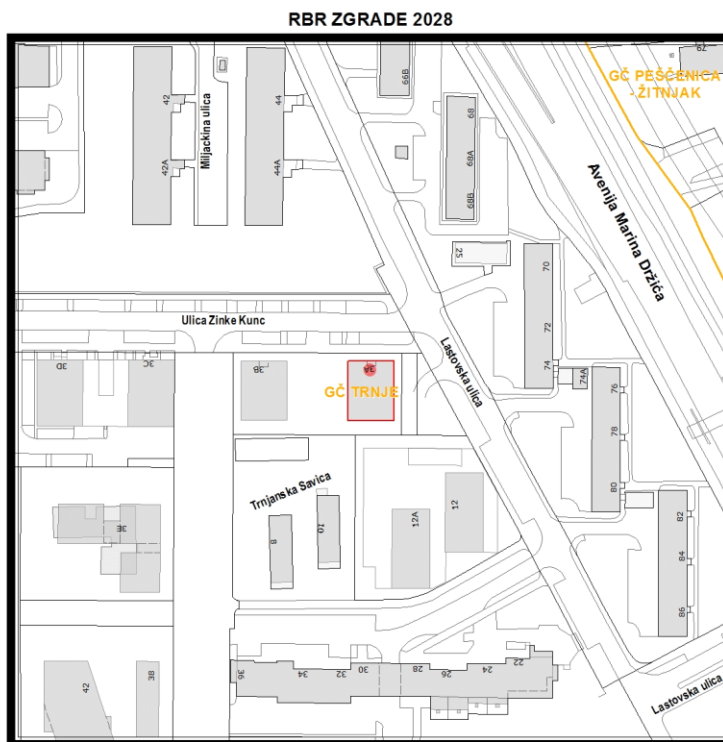 RBR ZGRADE 2028
79
GČ PEŠČENICA
- ŽITNJAK
66B
42
Miljackina ulica
44
68
42A
44A
68A
68B
Avenija Marina Držića
25
70
Ulica Zinke Kunc
72
Lastovska ulica
3D
3C
3B
3A
74
74A
76
GČ TRNJE
78
Trnjanska Savica
80
12
12A
82
8
10
3E
84
86
36
34
32
30
28
26
24
22
42
38
Lastovska ulica